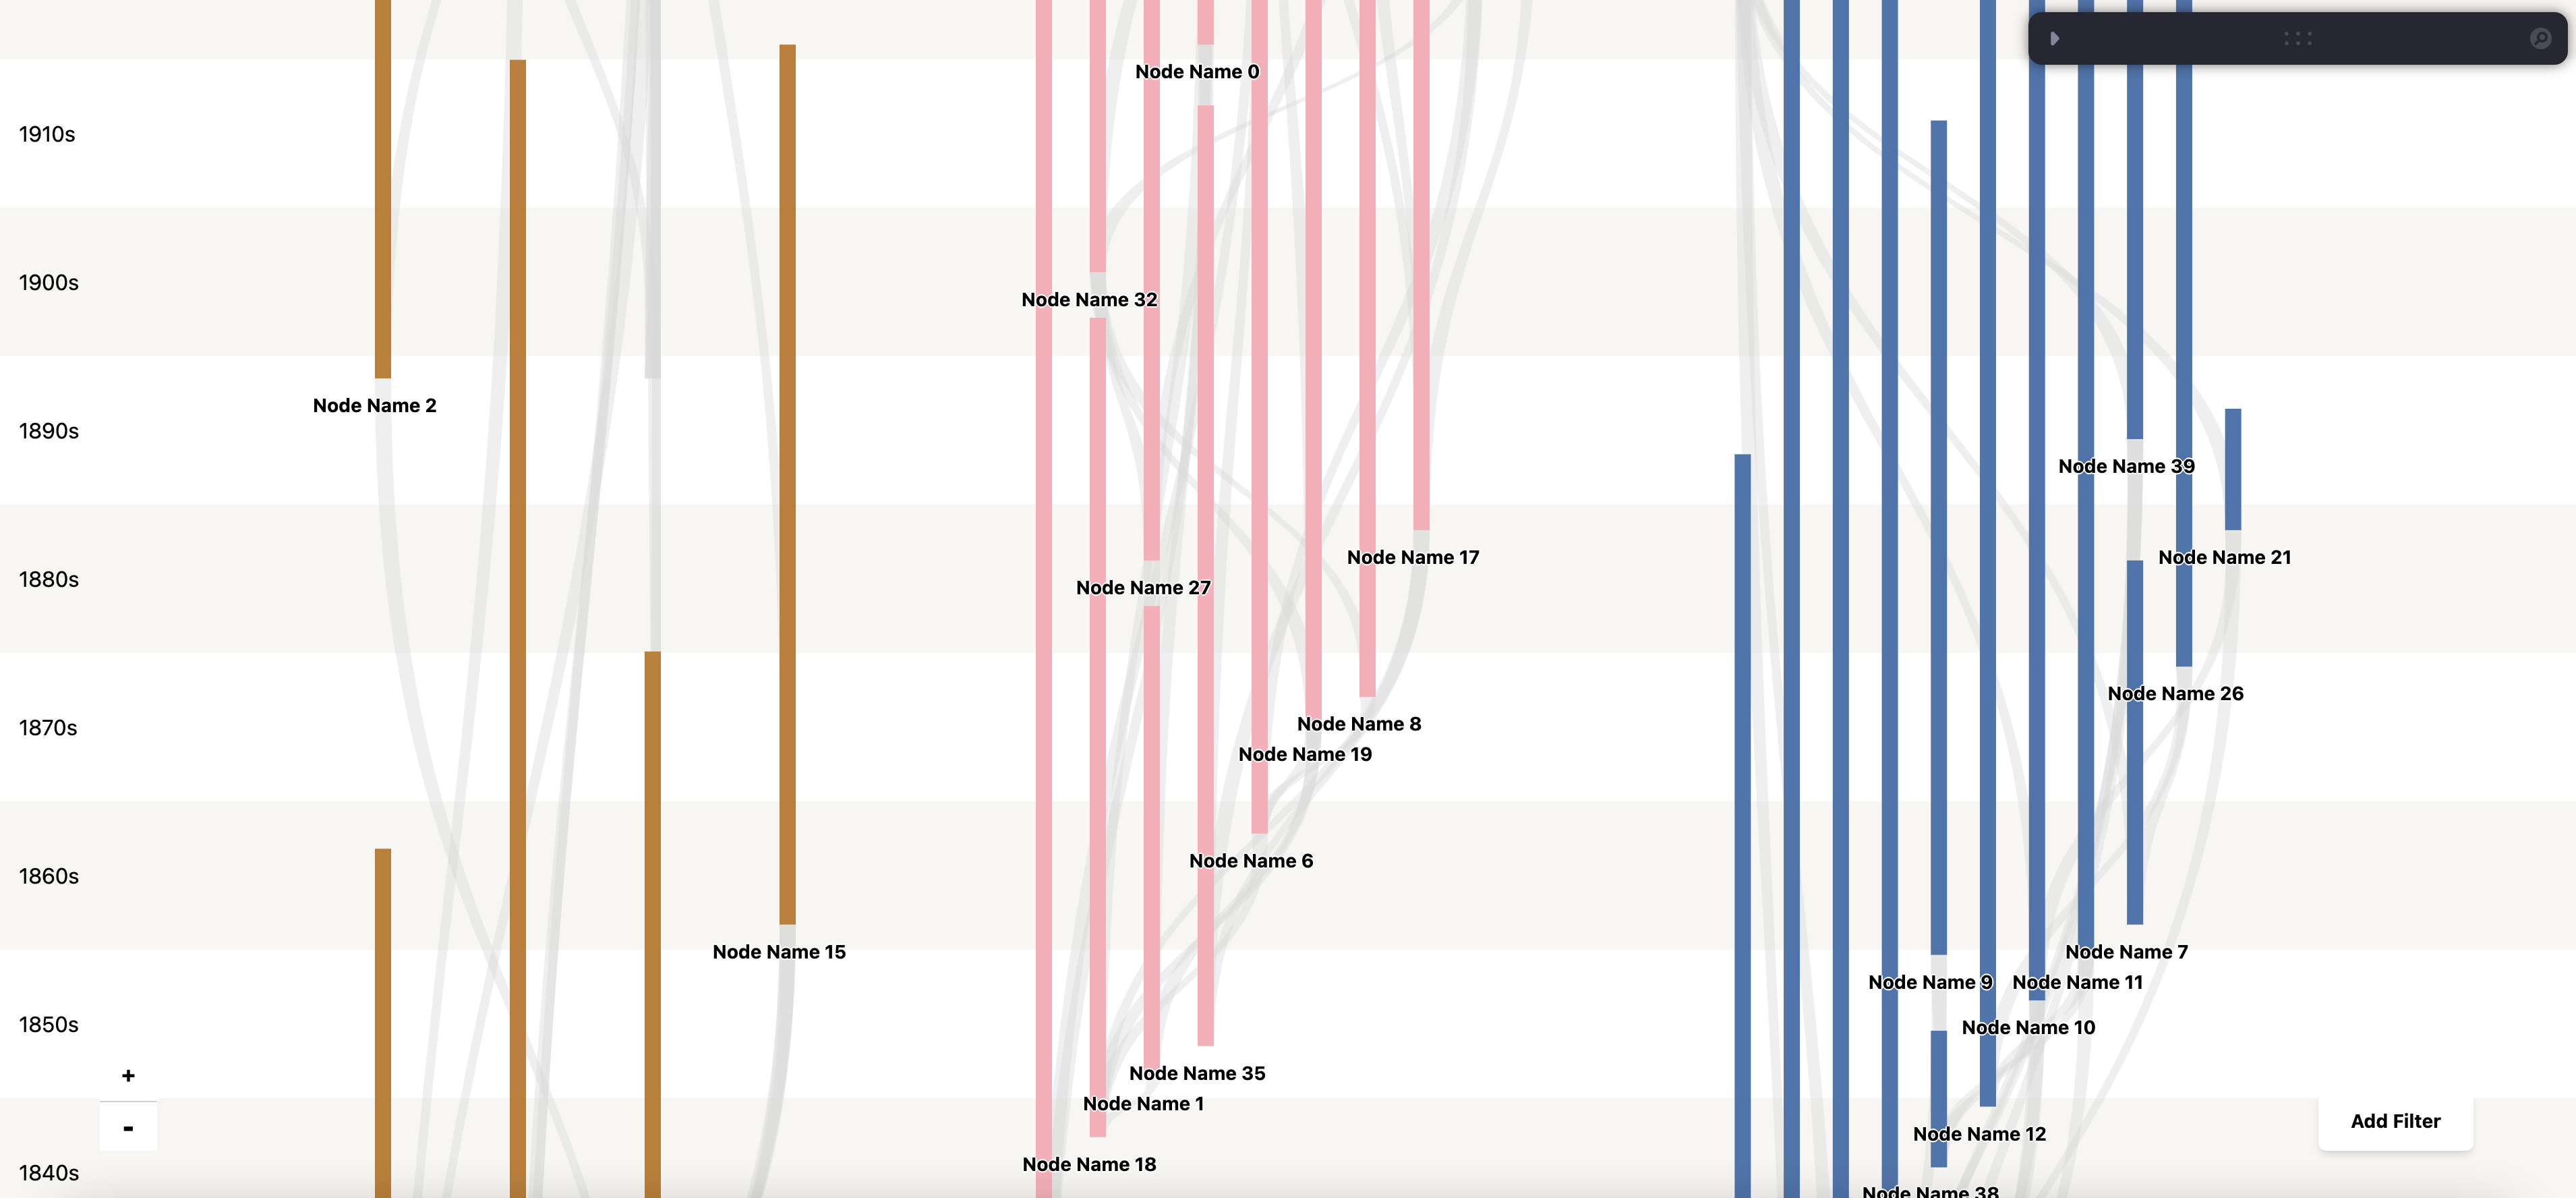 Node Name 0
1910s
1900s
Node Name 32
Node Name 2
1890s
Node Name 39
Node Name 17
Node Name 21
1880s
Node Name 27
Node Name 26
1870s
Node Name 8
Node Name 19
Node Name 6
1860s
Node Name 15
Node Name 7
Node Name 9
Node Name 11
1850s
Node Name 10
Node Name 35
+
Node Name 1
Add Filter
-
Node Name 12
Node Name 18
1840s
Node Name 38